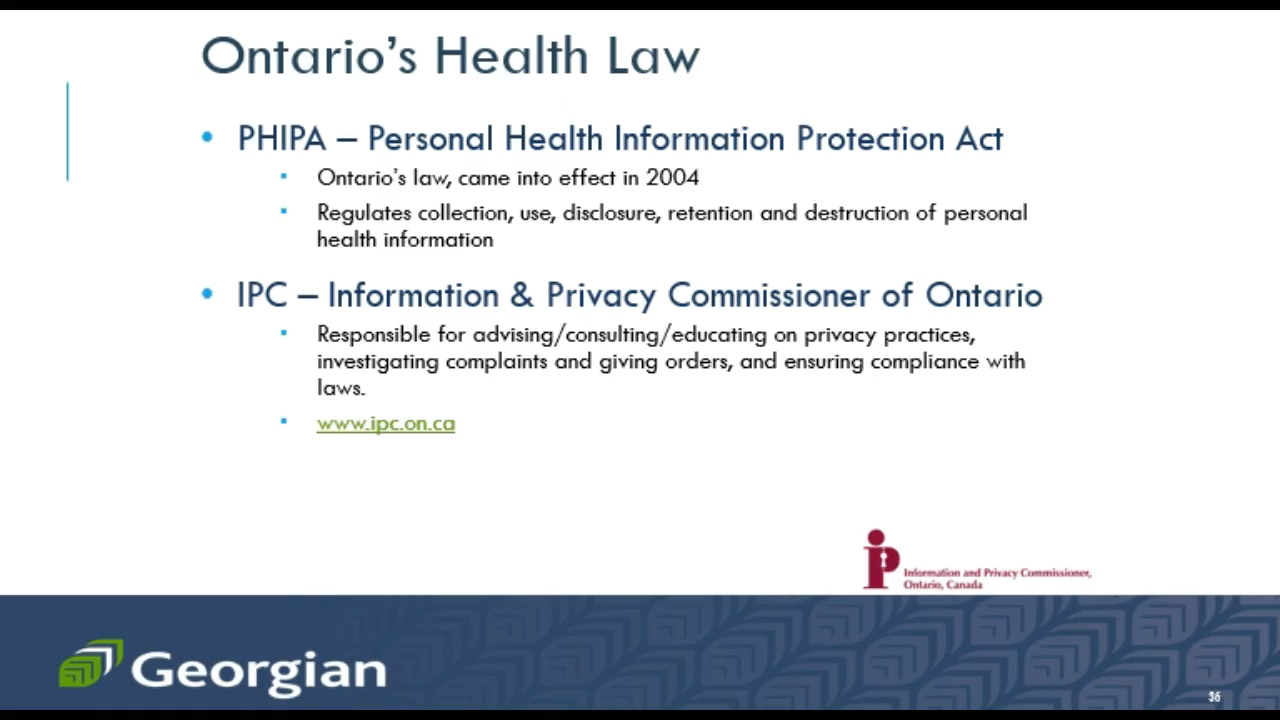 Ontario's Health Law
• PHIPA – Personal Health Information Protection Act
▪ Ontario's law, came into effect in 2004
▪ Regulates collection, use, disclosure, retention and destruction of personal
health information
• IPC – Information & Privacy Commissioner of Ontario
▪ Responsible for advising/consulting/educating on privacy practices,
investigating complaints and giving orders, and ensuring compliance with
laws.
▪ www.ipc.on.ca
iP Information and Privacy Commissioner,
Ontario, Canada
Georgian
36